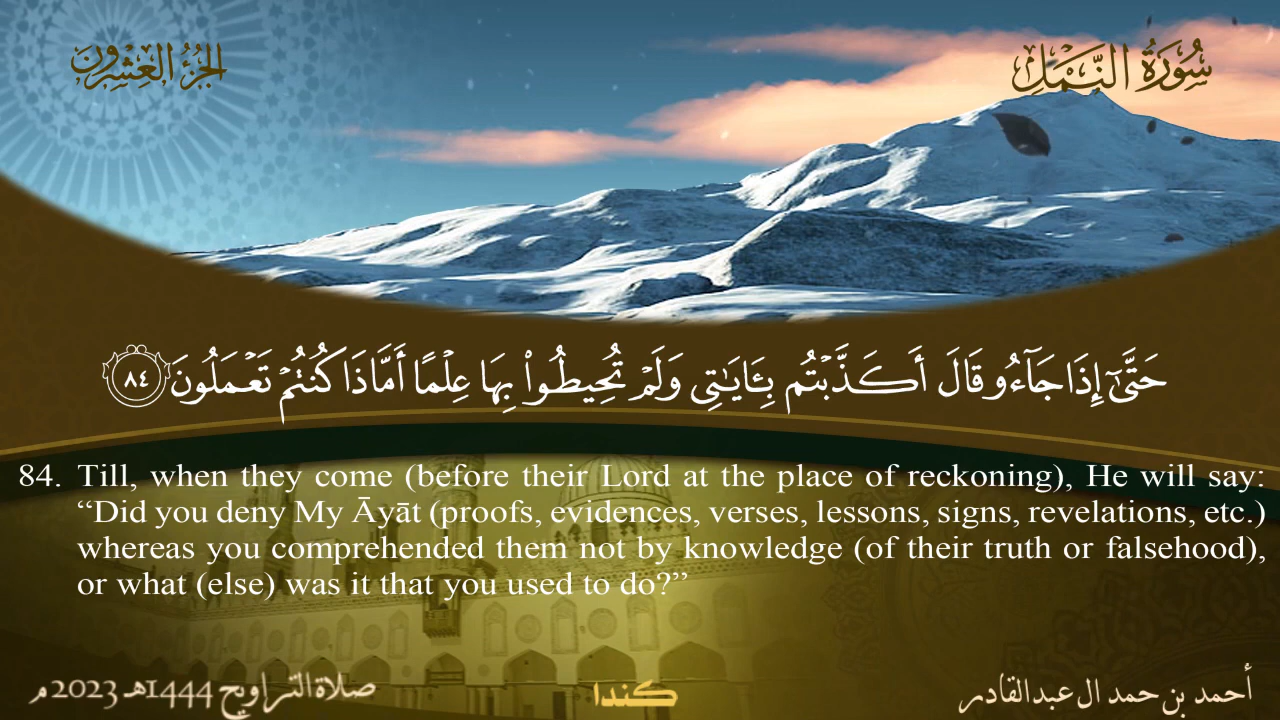 الجزء العشرون
سورة النمل
حَتَّىٰٓ إِذَا جَآءُو قَالَ أَكَذَّبۡتُم بِـَٔايَٰتِى وَلَمۡ تُحِيطُواْ بِهَا عِلۡمًا أَمَّاذَا كُنتُمۡ تَعۡمَلُونَ ٨٤
84. Till, when they come (before their Lord at the place of reckoning), He will say:
“Did you deny My Āyāt (proofs, evidences, verses, lessons, signs, revelations, etc.)
whereas you comprehended them not by knowledge (of their truth or falsehood),
or what (else) was it that you used to do?”
صلاة التراويح 1444هـ 2023م
كندا
أحمد بن حمد ال عبدالقادر